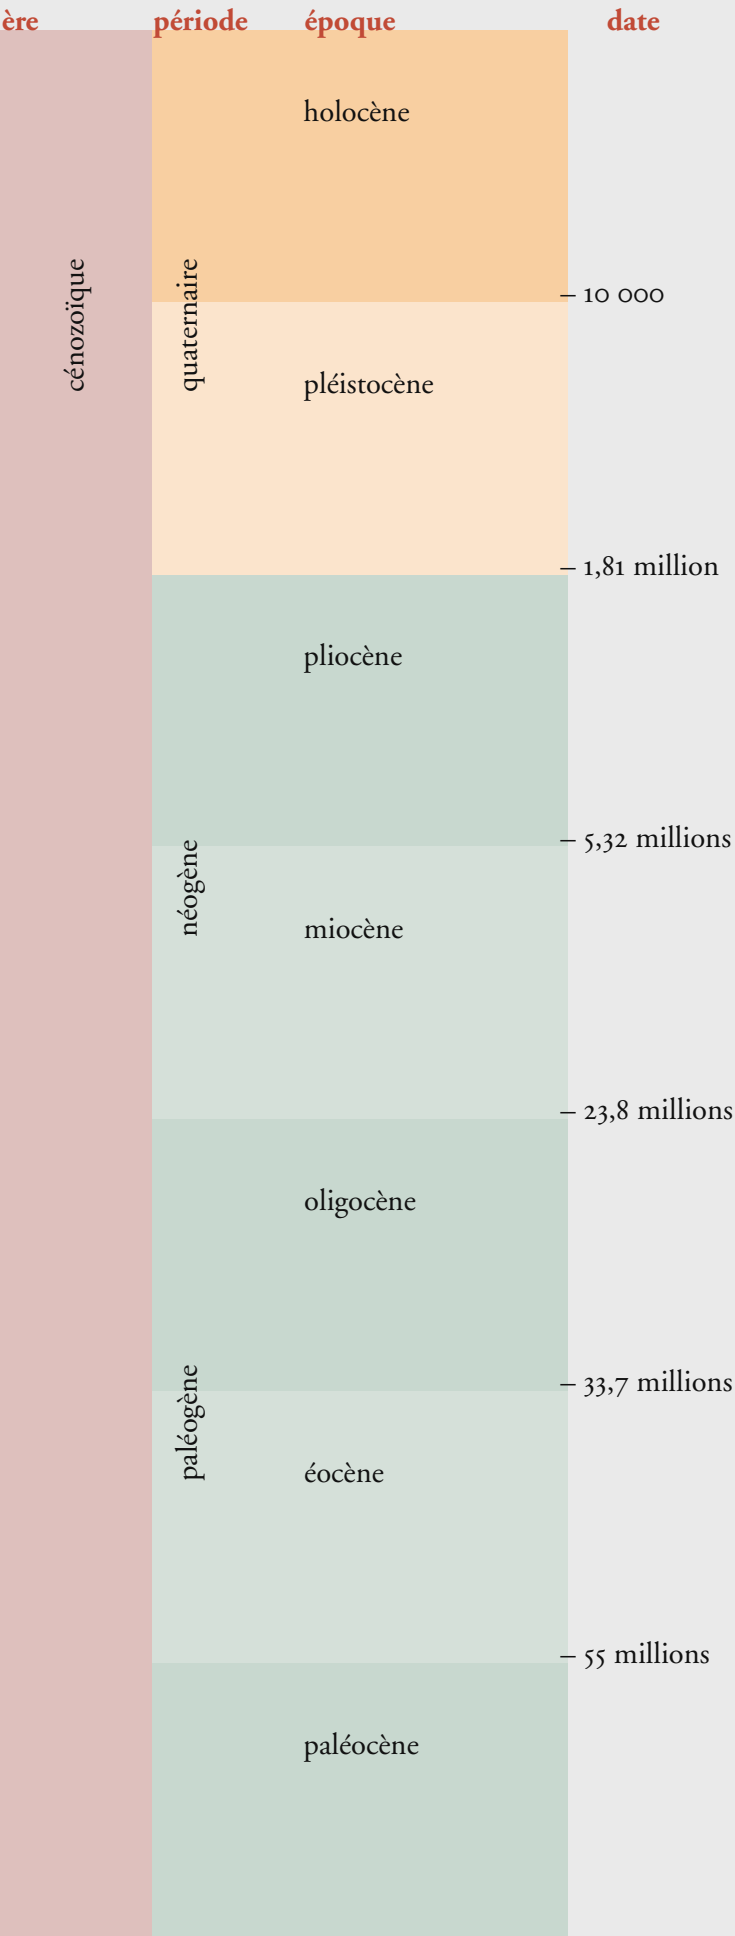 ère période époque date
holocène
cénozoïque
quaternaire
10 000
pléistocène
1,81 million
pliocène
5,32 millions
néogène
miocène
23,8 millions
oligocène
33,7 millions
paléogène
éocène
55 millions
paléocène